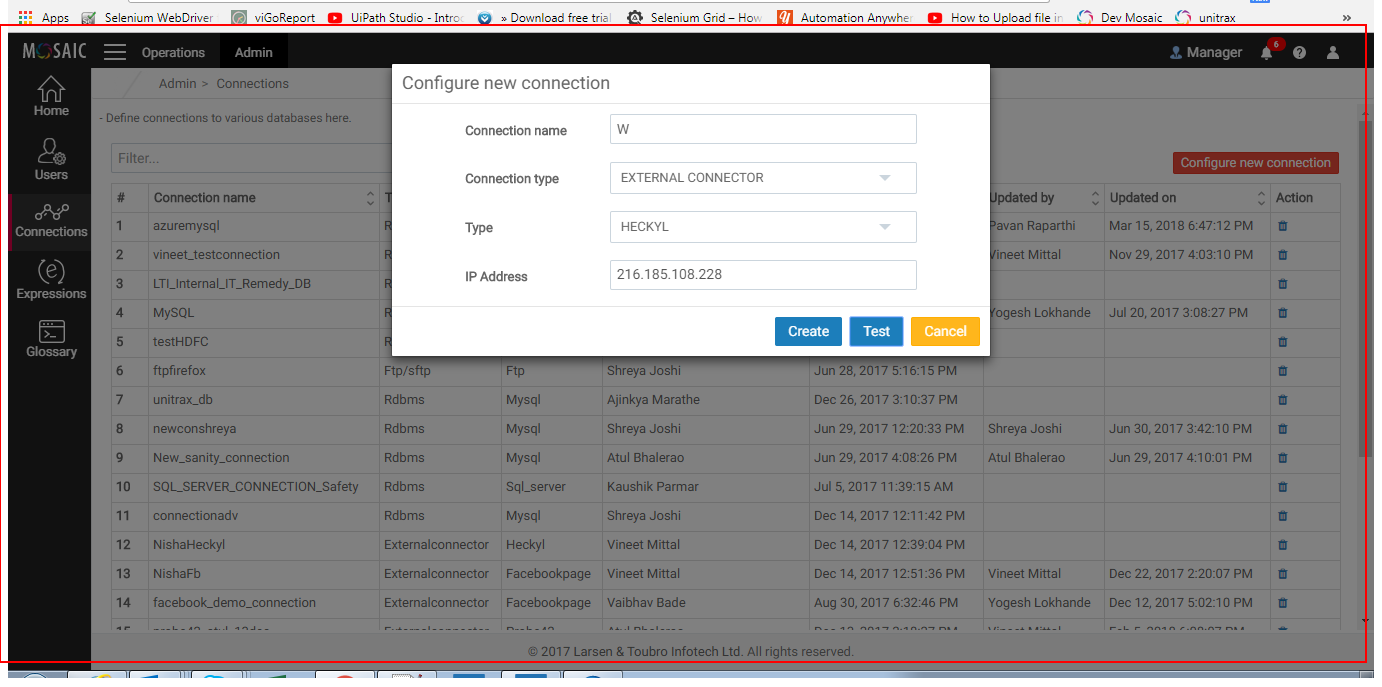 Apps Selenium WebDriver viGoReport UiPath Studio - Introd » Download free trial Selenium Grid – How Automation Anywher How to Upload file in Dev Mosaic unitrax »
MOSAIC Operations Admin Manager 6
Admin > Connections
Home
Users
Connections
Expressions
Glossary
- Define connections to various databases here.
Filter...
Configure new connection
Configure new connection
Connection name W
Connection type EXTERNAL CONNECTOR
Type HECKYL
IP Address 216.185.108.228
Create Test Cancel
# Connection name T Updated by Updated on Action
1 azuremysql R Pavan Raparthi Mar 15, 2018 6:47:12 PM
2 vineet_testconnection R Vineet Mittal Nov 29, 2017 4:03:10 PM
3 LTI_Internal_IT_Remedy_DB R
4 MySQL R Yogesh Lokhande Jul 20, 2017 3:08:27 PM
5 testHDFC R
6 ftpfirefox Ftp/sftp Ftp Shreya Joshi Jun 28, 2017 5:16:15 PM
7 unitrax_db Rdbms Mysql Ajinkya Marathe Dec 26, 2017 3:10:37 PM
8 newconshreya Rdbms Mysql Shreya Joshi Jun 29, 2017 12:20:33 PM Shreya Joshi Jun 30, 2017 3:42:10 PM
9 New_sanity_connection Rdbms Mysql Atul Bhalerao Jun 29, 2017 4:08:26 PM Atul Bhalerao Jun 29, 2017 4:10:01 PM
10 SQL_SERVER_CONNECTION_Safety Rdbms Sql_server Kaushik Parmar Jul 5, 2017 11:39:15 AM
11 connectionadv Rdbms Mysql Shreya Joshi Dec 14, 2017 12:11:42 PM
12 NishaHeckyl Externalconnector Heckyl Vineet Mittal Dec 14, 2017 12:39:04 PM
13 NishaFb Externalconnector Facebookpage Vineet Mittal Dec 14, 2017 12:51:36 PM Vineet Mittal Dec 22, 2017 2:20:07 PM
14 facebook_demo_connection Externalconnector Facebookpage Vaibhav Bade Aug 30, 2017 6:32:46 PM Yogesh Lokhande Dec 12, 2017 5:02:10 PM
© 2017 Larsen & Toubro Infotech Ltd. All rights reserved.